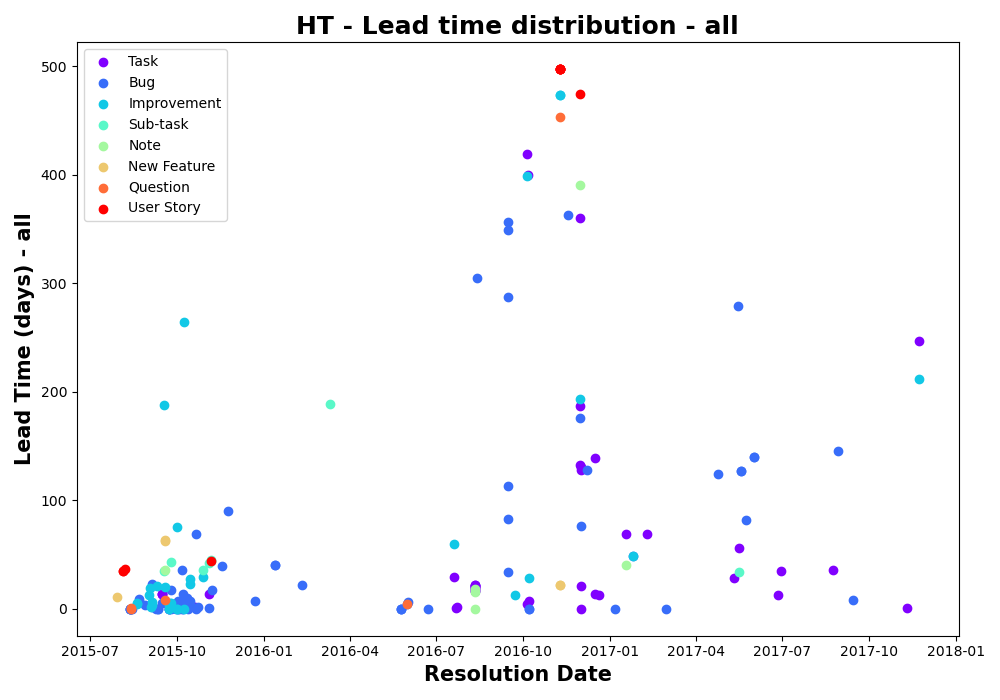 HT - Lead time distribution - all
Task
Bug
Improvement
Sub-task
Note
New Feature
Question
User Story
Lead Time (days) - all
500
400
300
200
100
0
2015-07 2015-10 2016-01 2016-04 2016-07 2016-10 2017-01 2017-04 2017-07 2017-10 2018-01
Resolution Date